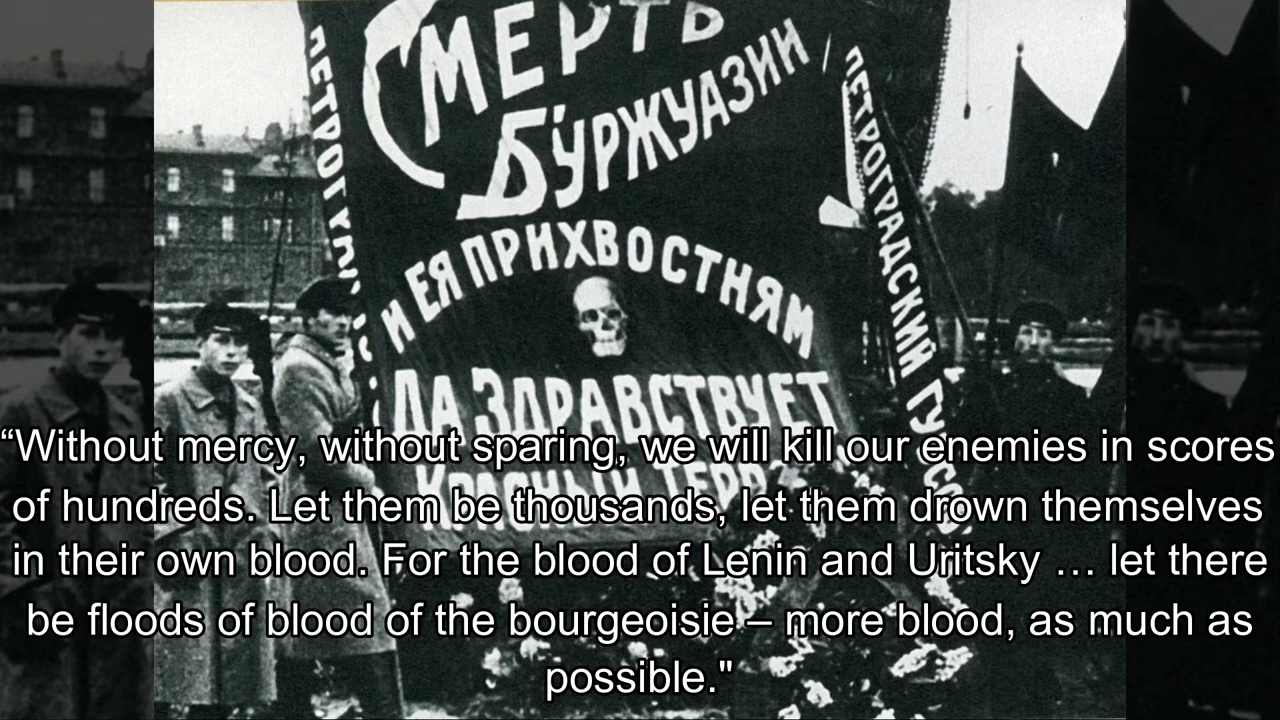 СМЕРТЬ
БУРЖУАЗИИ
И ЕЯ ПРИХВОСТНЯМ
ДА ЗДРАВСТВУЕТ
КРАСНЫЙ ТЕРРО
ПЕТРОГРАДСКИЙ
“Without mercy, without sparing, we will kill our enemies in scores
of hundreds. Let them be thousands, let them drown themselves
in their own blood. For the blood of Lenin and Uritsky … let there
be floods of blood of the bourgeoisie – more blood, as much as
possible."